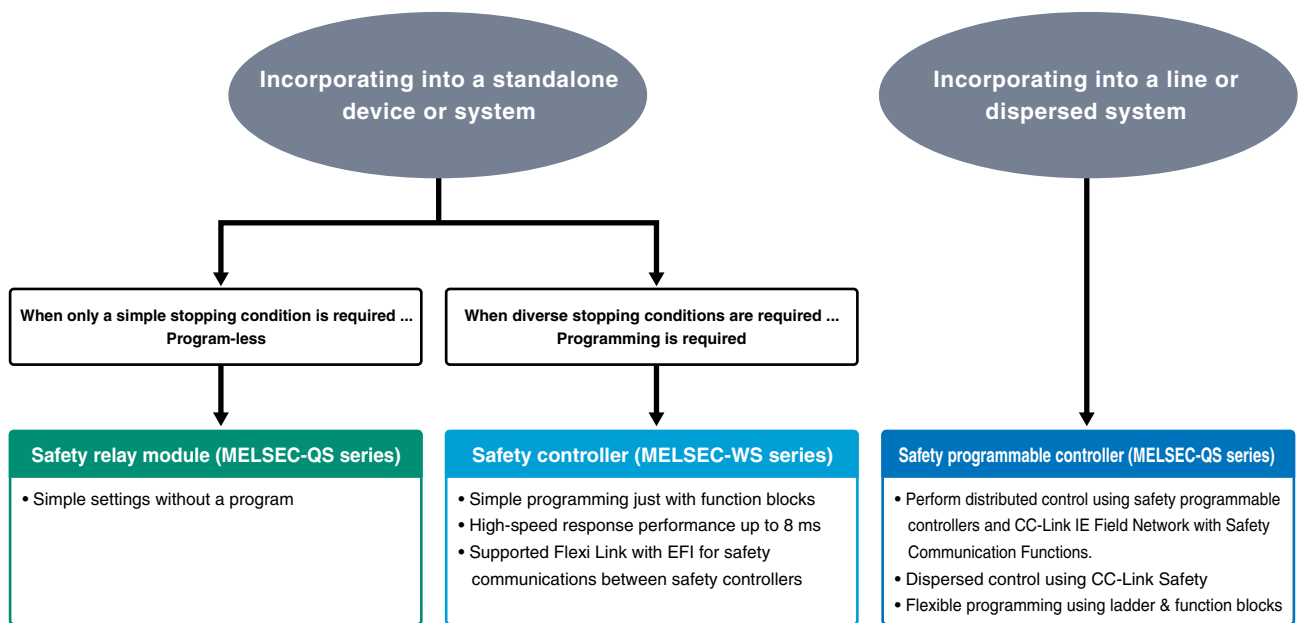 Incorporating into a standalone
device or system
Incorporating into a line or
dispersed system
When only a simple stopping condition is required ...
Program-less
When diverse stopping conditions are required ...
Programming is required
Safety relay module (MELSEC-QS series)
• Simple settings without a program
Safety controller (MELSEC-WS series)
• Simple programming just with function blocks
• High-speed response performance up to 8 ms
• Supported Flexi Link with EFI for safety
communications between safety controllers
Safety programmable controller (MELSEC-QS series)
• Perform distributed control using safety programmable
controllers and CC-Link IE Field Network with Safety
Communication Functions.
• Dispersed control using CC-Link Safety
• Flexible programming using ladder & function blocks